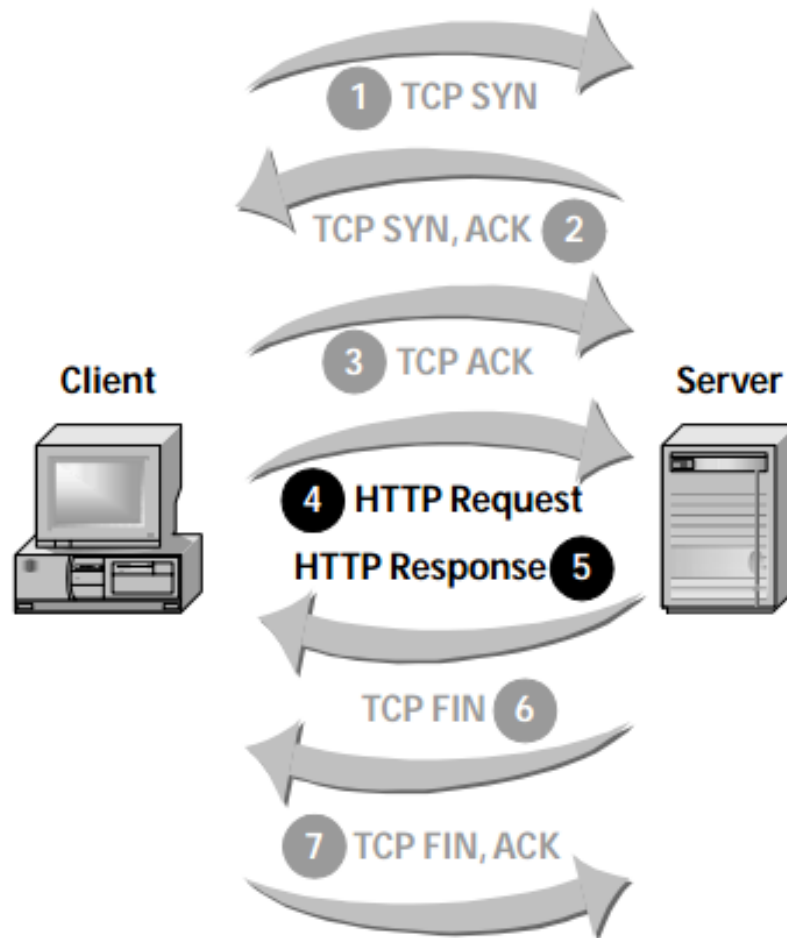 1 TCP SYN
TCP SYN, ACK 2
3 TCP ACK
Client
Server
4 HTTP Request
HTTP Response 5
TCP FIN 6
7 TCP FIN, ACK